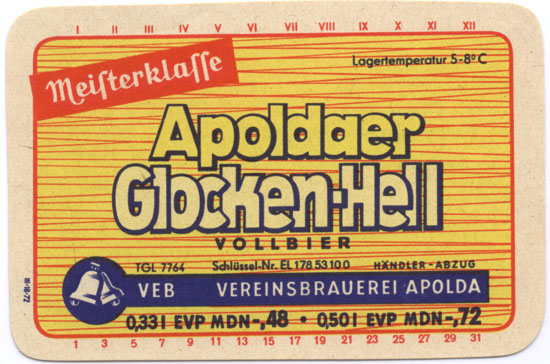 I II III IV V VI VII VIII IX X XI XII
Meisterklasse
Lagertemperatur 5-8°C
Apoldaer
Glocken-Hell
VOLLBIER
TGL 7764 Schlüssel-Nr. EL 178 53 10 0 HÄNDLER-ABZUG
VEB VEREINSBRAUEREI APOLDA
0,33 l EVP MDN -,48 • 0,50 l EVP MDN -,72
1 3 5 7 9 11 13 15 17 19 21 23 25 27 29 31